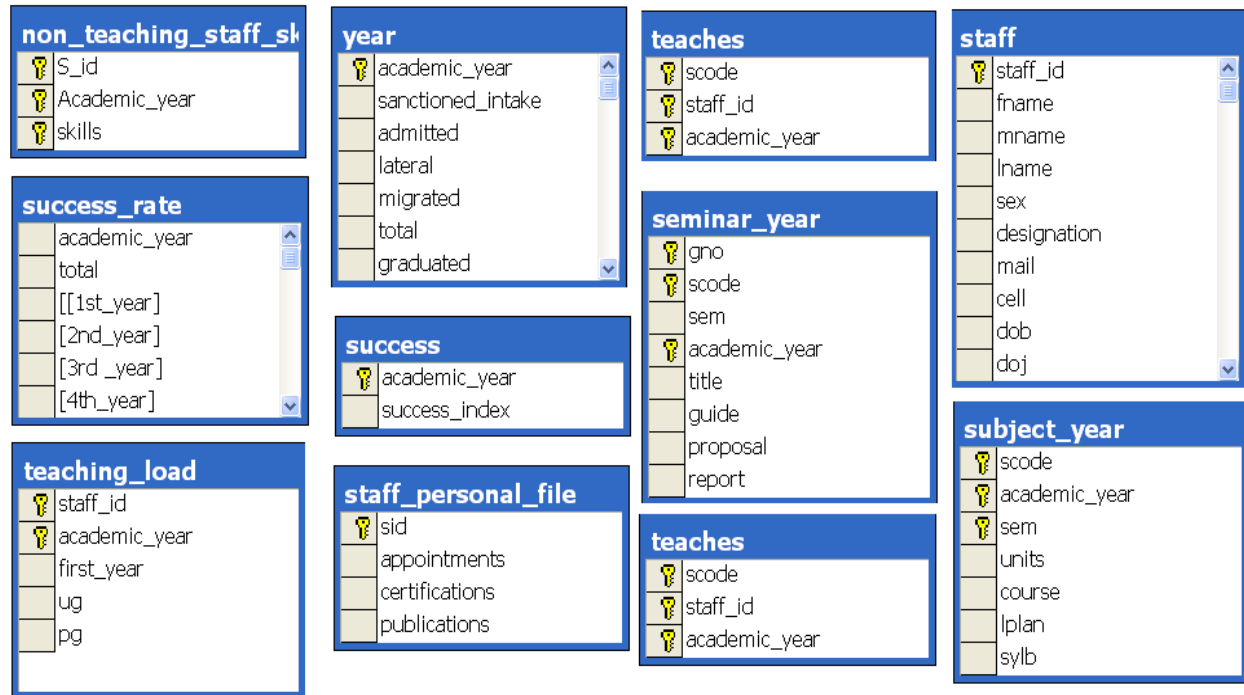 non_teaching_staff_sk
S_id
Academic_year
skills
success_rate
academic_year
total
[[1st_year]
[2nd_year]
[3rd _year]
[4th_year]
teaching_load
staff_id
academic_year
first_year
ug
pg
year
academic_year
sanctioned_intake
admitted
lateral
migrated
total
graduated
success
academic_year
success_index
staff_personal_file
sid
appointments
certifications
publications
teaches
scode
staff_id
academic_year
seminar_year
gno
scode
sem
academic_year
title
guide
proposal
report
teaches
scode
staff_id
academic_year
staff
staff_id
fname
mname
lname
sex
designation
mail
cell
dob
doj
subject_year
scode
academic_year
sem
units
course
lplan
sylb